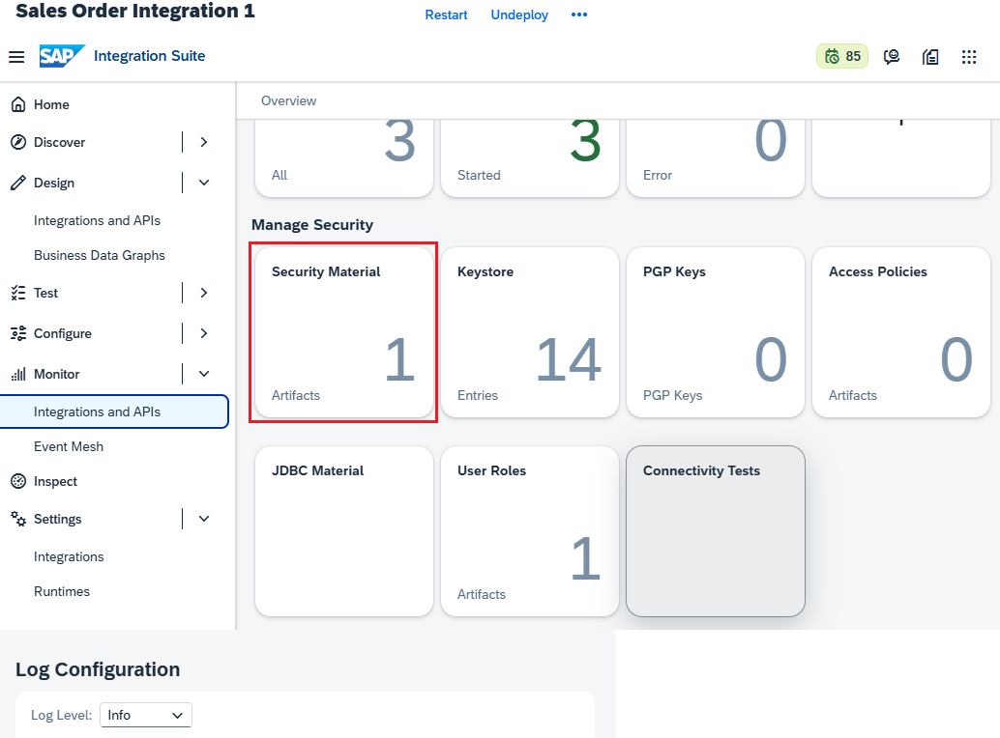 Sales Order Integration 1
Restart Undeploy •••
SAP Integration Suite
85
Home
Discover
Design
Integrations and APIs
Business Data Graphs
Test
Configure
Monitor
Integrations and APIs
Event Mesh
Inspect
Settings
Integrations
Runtimes
Overview
3 3 0
All Started Error
Manage Security
Security Material Keystore PGP Keys Access Policies
1 14 0 0
Artifacts Entries PGP Keys Artifacts
JDBC Material User Roles Connectivity Tests
1
Artifacts
Log Configuration
Log Level: Info